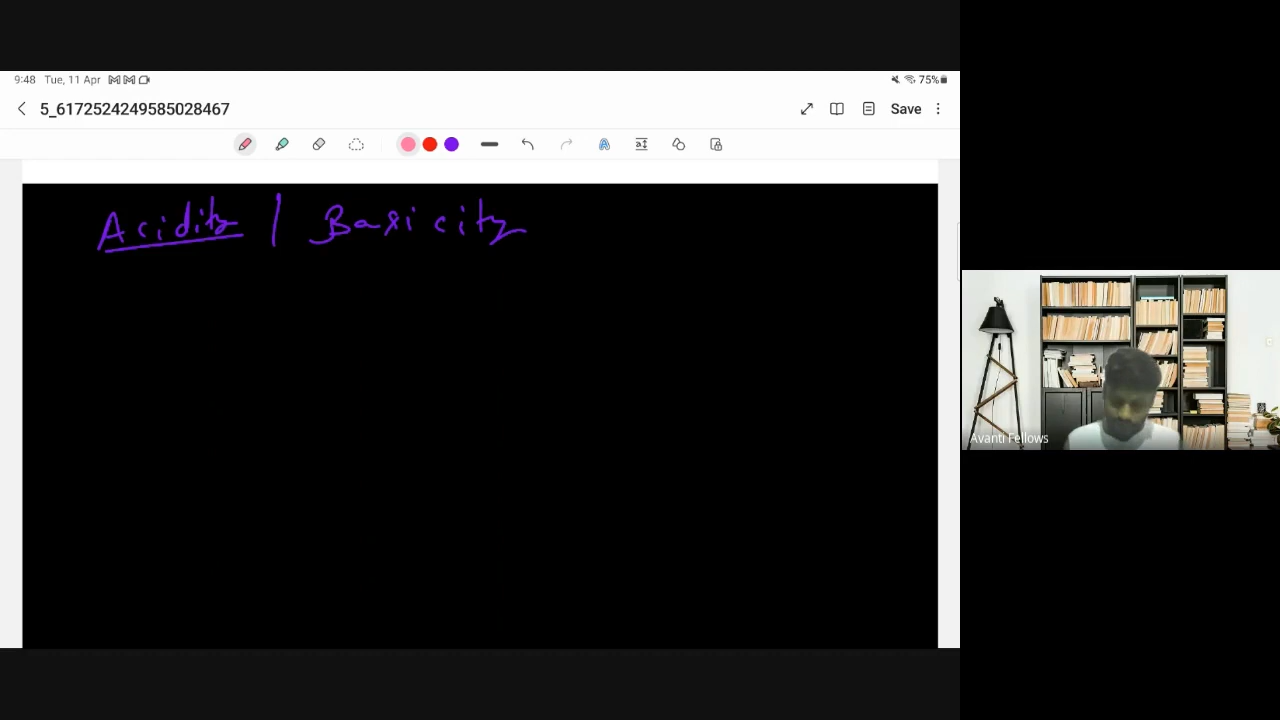 9:48 Tue, 11 Apr 75%
5_6172524249585028467 Save
Acidity | Basicity
Avanti Fellows